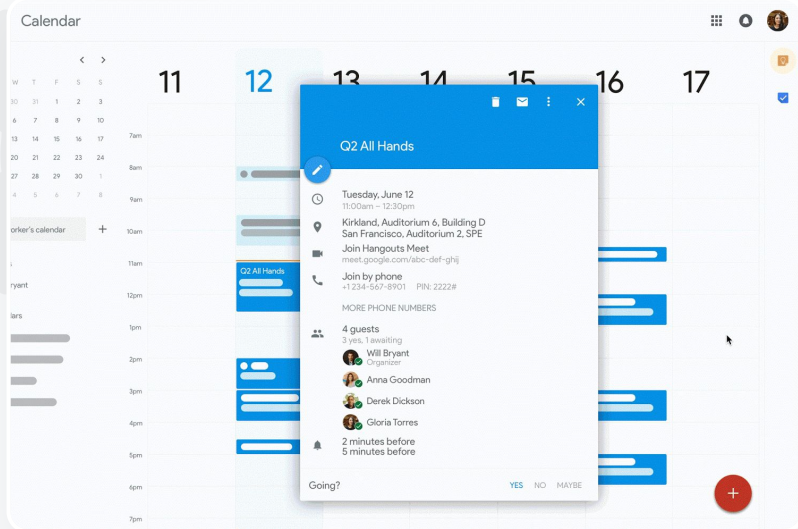 Calendar
11
12
13
14
15
16
17
W T F S S
30 31 1 2 3
6 7 8 9 10
13 14 15 16 17
20 21 22 23 24
27 28 29 30 1
4 5 6 7 8
orker's calendar
ryant
lars
7am
8am
9am
10am
11am
12pm
1pm
2pm
3pm
4pm
5pm
6pm
7pm
Q2 All Hands
Q2 All Hands
Tuesday, June 12
11:00am – 12:30pm
Kirkland, Auditorium 6, Building D
San Francisco, Auditorium 2, SPE
Join Hangouts Meet
meet.google.com/abc-def-ghij
Join by phone
+1 234-567-8901 PIN: 2222#
MORE PHONE NUMBERS
4 guests
3 yes, 1 awaiting
Will Bryant
Organizer
Anna Goodman
Derek Dickson
Gloria Torres
2 minutes before
5 minutes before
Going?
YES NO MAYBE